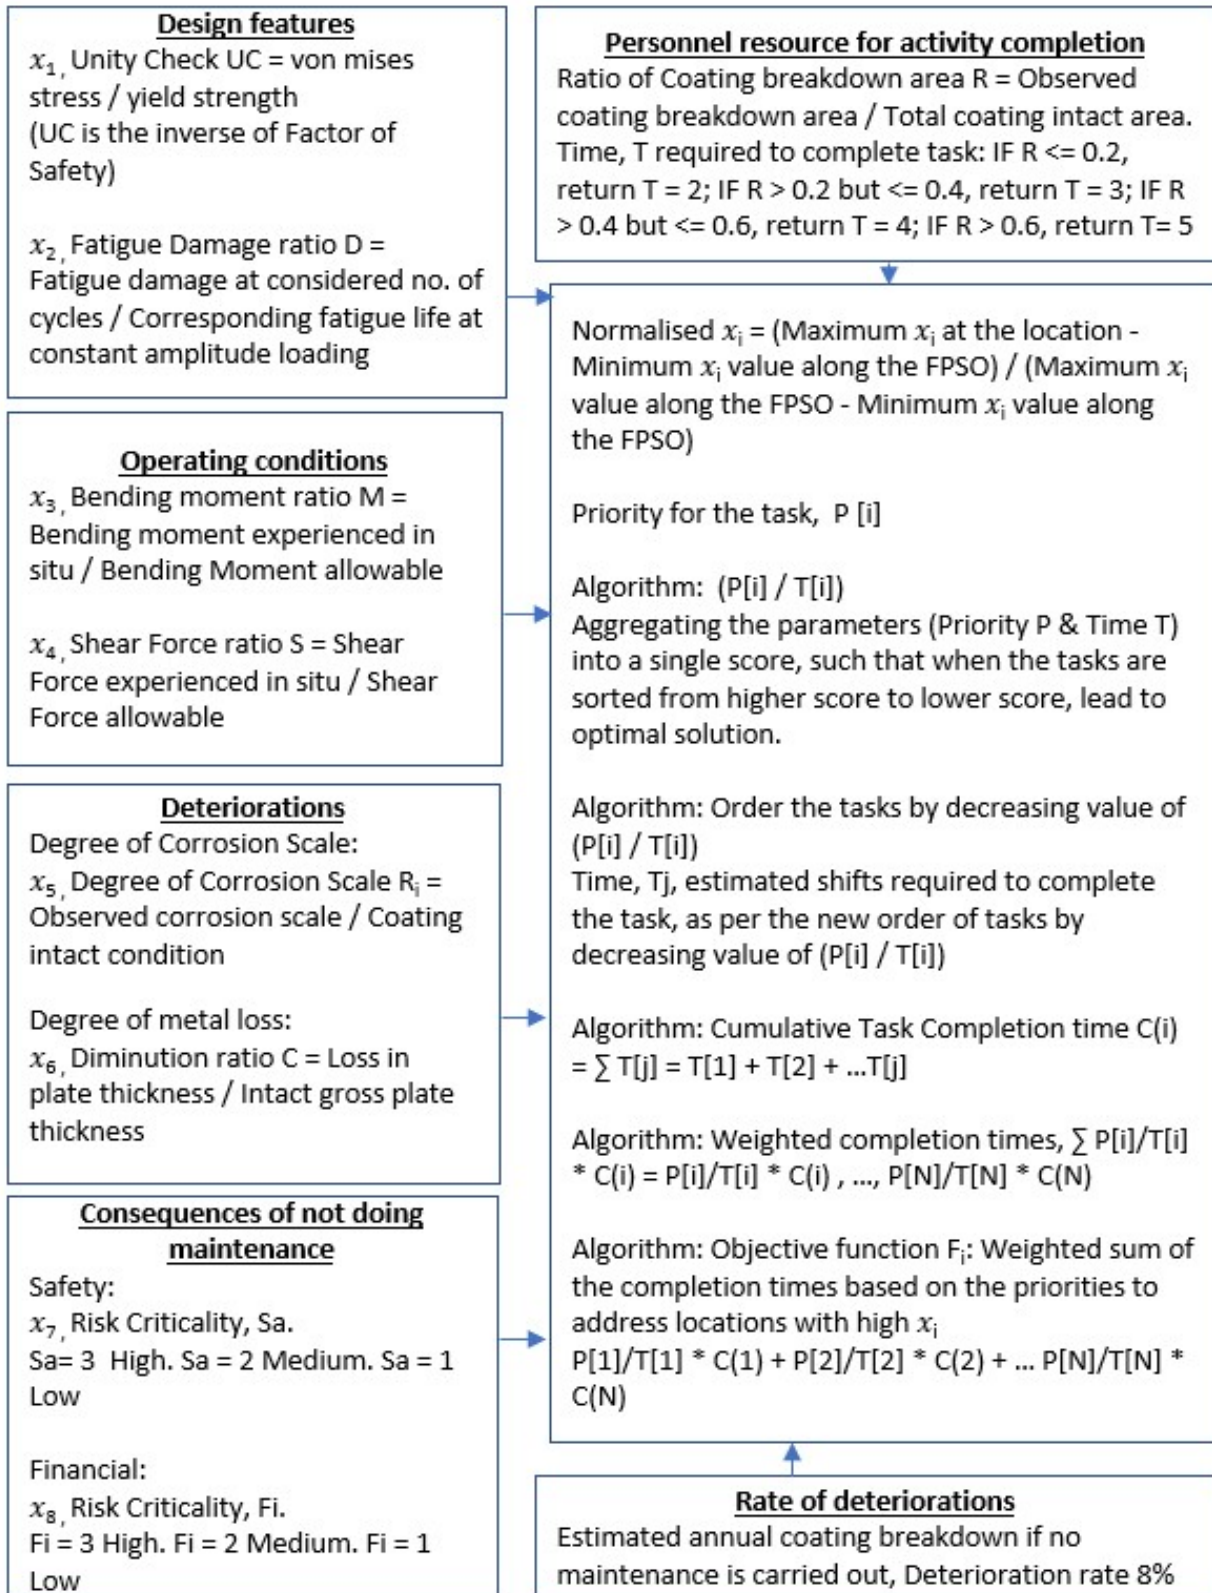 Design features
x₁, Unity Check UC = von mises
stress / yield strength
(UC is the inverse of Factor of
Safety)
x₂, Fatigue Damage ratio D =
Fatigue damage at considered no. of
cycles / Corresponding fatigue life at
constant amplitude loading
Operating conditions
x₃, Bending moment ratio M =
Bending moment experienced in
situ / Bending Moment allowable
x₄, Shear Force ratio S = Shear
Force experienced in situ / Shear
Force allowable
Deteriorations
Degree of Corrosion Scale:
x₅, Degree of Corrosion Scale Rᵢ =
Observed corrosion scale / Coating
intact condition
Degree of metal loss:
x₆, Diminution ratio C = Loss in
plate thickness / Intact gross plate
thickness
Consequences of not doing
maintenance
Safety:
x₇, Risk Criticality, Sa.
Sa= 3 High. Sa = 2 Medium. Sa = 1
Low
Financial:
x₈, Risk Criticality, Fi.
Fi = 3 High. Fi = 2 Medium. Fi = 1
Low
Personnel resource for activity completion
Ratio of Coating breakdown area R = Observed
coating breakdown area / Total coating intact area.
Time, T required to complete task: IF R <= 0.2,
return T = 2; IF R > 0.2 but <= 0.4, return T = 3; IF R
> 0.4 but <= 0.6, return T = 4; IF R > 0.6, return T= 5
Normalised xᵢ = (Maximum xᵢ at the location -
Minimum xᵢ value along the FPSO) / (Maximum xᵢ
value along the FPSO - Minimum xᵢ value along
the FPSO)
Priority for the task, P [i]
Algorithm: (P[i] / T[i])
Aggregating the parameters (Priority P & Time T)
into a single score, such that when the tasks are
sorted from higher score to lower score, lead to
optimal solution.
Algorithm: Order the tasks by decreasing value of
(P[i] / T[i])
Time, Tj, estimated shifts required to complete
the task, as per the new order of tasks by
decreasing value of (P[i] / T[i])
Algorithm: Cumulative Task Completion time C(i)
= ∑ T[j] = T[1] + T[2] + ...T[j]
Algorithm: Weighted completion times, ∑ P[i]/T[i]
* C(i) = P[i]/T[i] * C(i) , ..., P[N]/T[N] * C(N)
Algorithm: Objective function Fᵢ: Weighted sum of
the completion times based on the priorities to
address locations with high xᵢ
P[1]/T[1] * C(1) + P[2]/T[2] * C(2) + ... P[N]/T[N] *
C(N)
Rate of deteriorations
Estimated annual coating breakdown if no
maintenance is carried out, Deterioration rate 8%